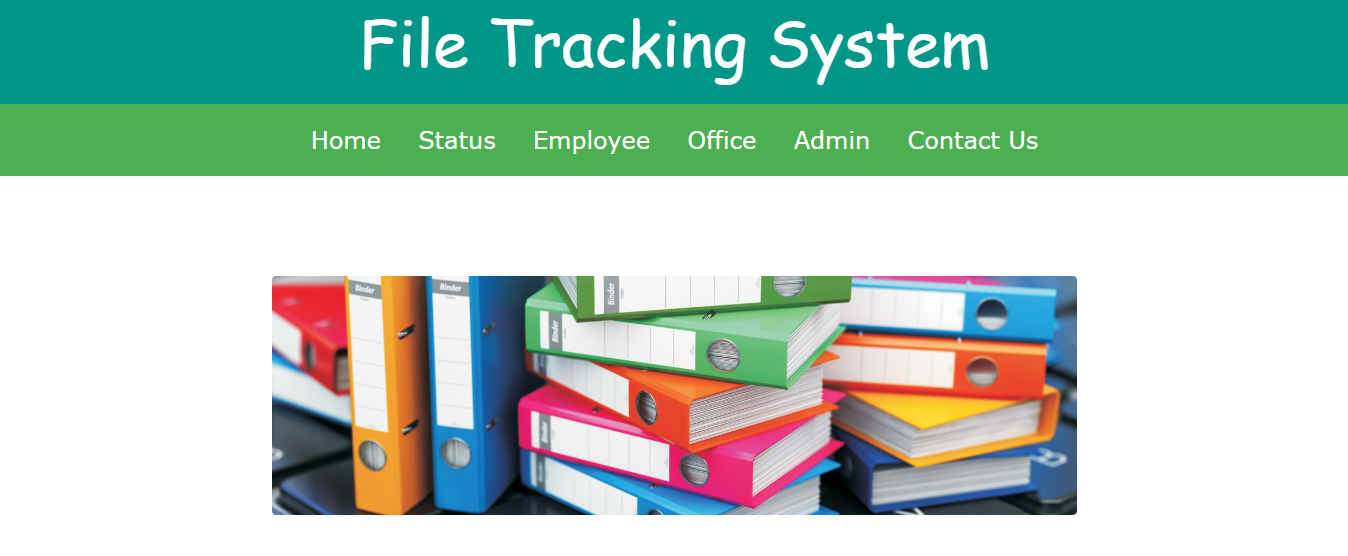 File Tracking System
Home Status Employee Office Admin Contact Us
Binder
Binder
Binder
Binder
Binder